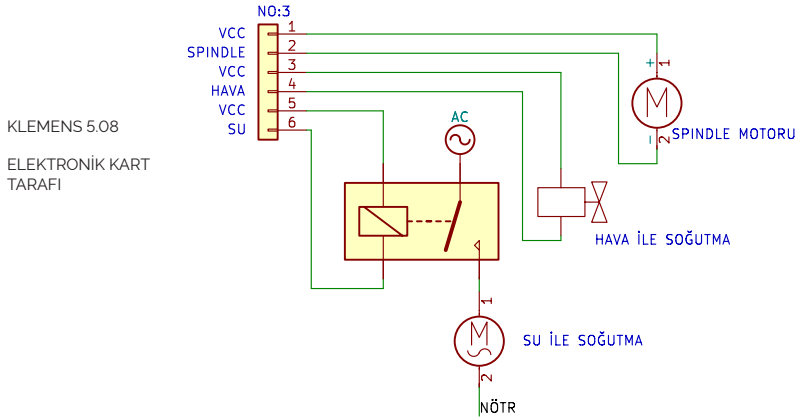 NO:3
VCC 1
SPINDLE 2
VCC 3
HAVA 4
VCC 5
SU 6
KLEMENS 5.08
ELEKTRONİK KART
TARAFI
AC
+ 1
M
- 2
SPINDLE MOTORU
HAVA İLE SOĞUTMA
1
M
SU İLE SOĞUTMA
2
NÖTR